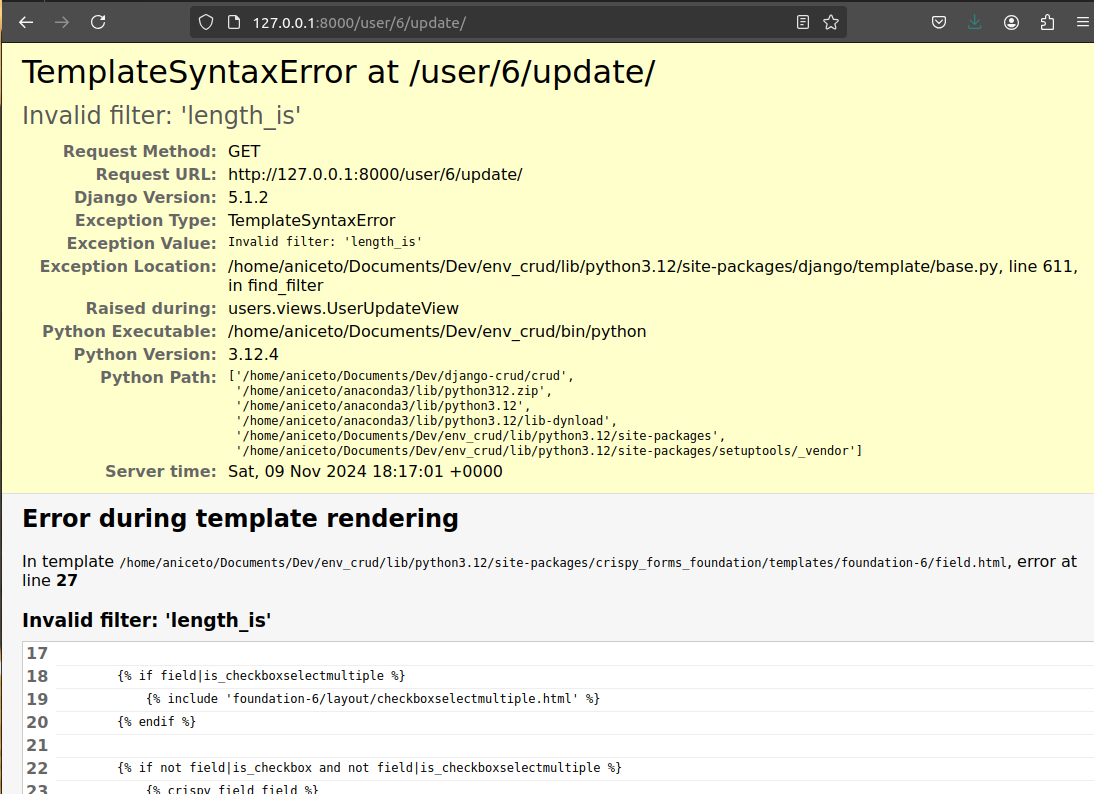 127.0.0.1:8000/user/6/update/
TemplateSyntaxError at /user/6/update/
Invalid filter: 'length_is'
Request Method: GET
Request URL: http://127.0.0.1:8000/user/6/update/
Django Version: 5.1.2
Exception Type: TemplateSyntaxError
Exception Value: Invalid filter: 'length_is'
Exception Location: /home/aniceto/Documents/Dev/env_crud/lib/python3.12/site-packages/django/template/base.py, line 611,
in find_filter
Raised during: users.views.UserUpdateView
Python Executable: /home/aniceto/Documents/Dev/env_crud/bin/python
Python Version: 3.12.4
Python Path: ['/home/aniceto/Documents/Dev/django-crud/crud',
'/home/aniceto/anaconda3/lib/python312.zip',
'/home/aniceto/anaconda3/lib/python3.12',
'/home/aniceto/anaconda3/lib/python3.12/lib-dynload',
'/home/aniceto/Documents/Dev/env_crud/lib/python3.12/site-packages',
'/home/aniceto/Documents/Dev/env_crud/lib/python3.12/site-packages/setuptools/_vendor']
Server time: Sat, 09 Nov 2024 18:17:01 +0000
Error during template rendering
In template /home/aniceto/Documents/Dev/env_crud/lib/python3.12/site-packages/crispy_forms_foundation/templates/foundation-6/field.html, error at
line 27
Invalid filter: 'length_is'
17
18 {% if field|is_checkboxselectmultiple %}
19 {% include 'foundation-6/layout/checkboxselectmultiple.html' %}
20 {% endif %}
21
22 {% if not field|is_checkbox and not field|is_checkboxselectmultiple %}
23 {% crispy_field field %}